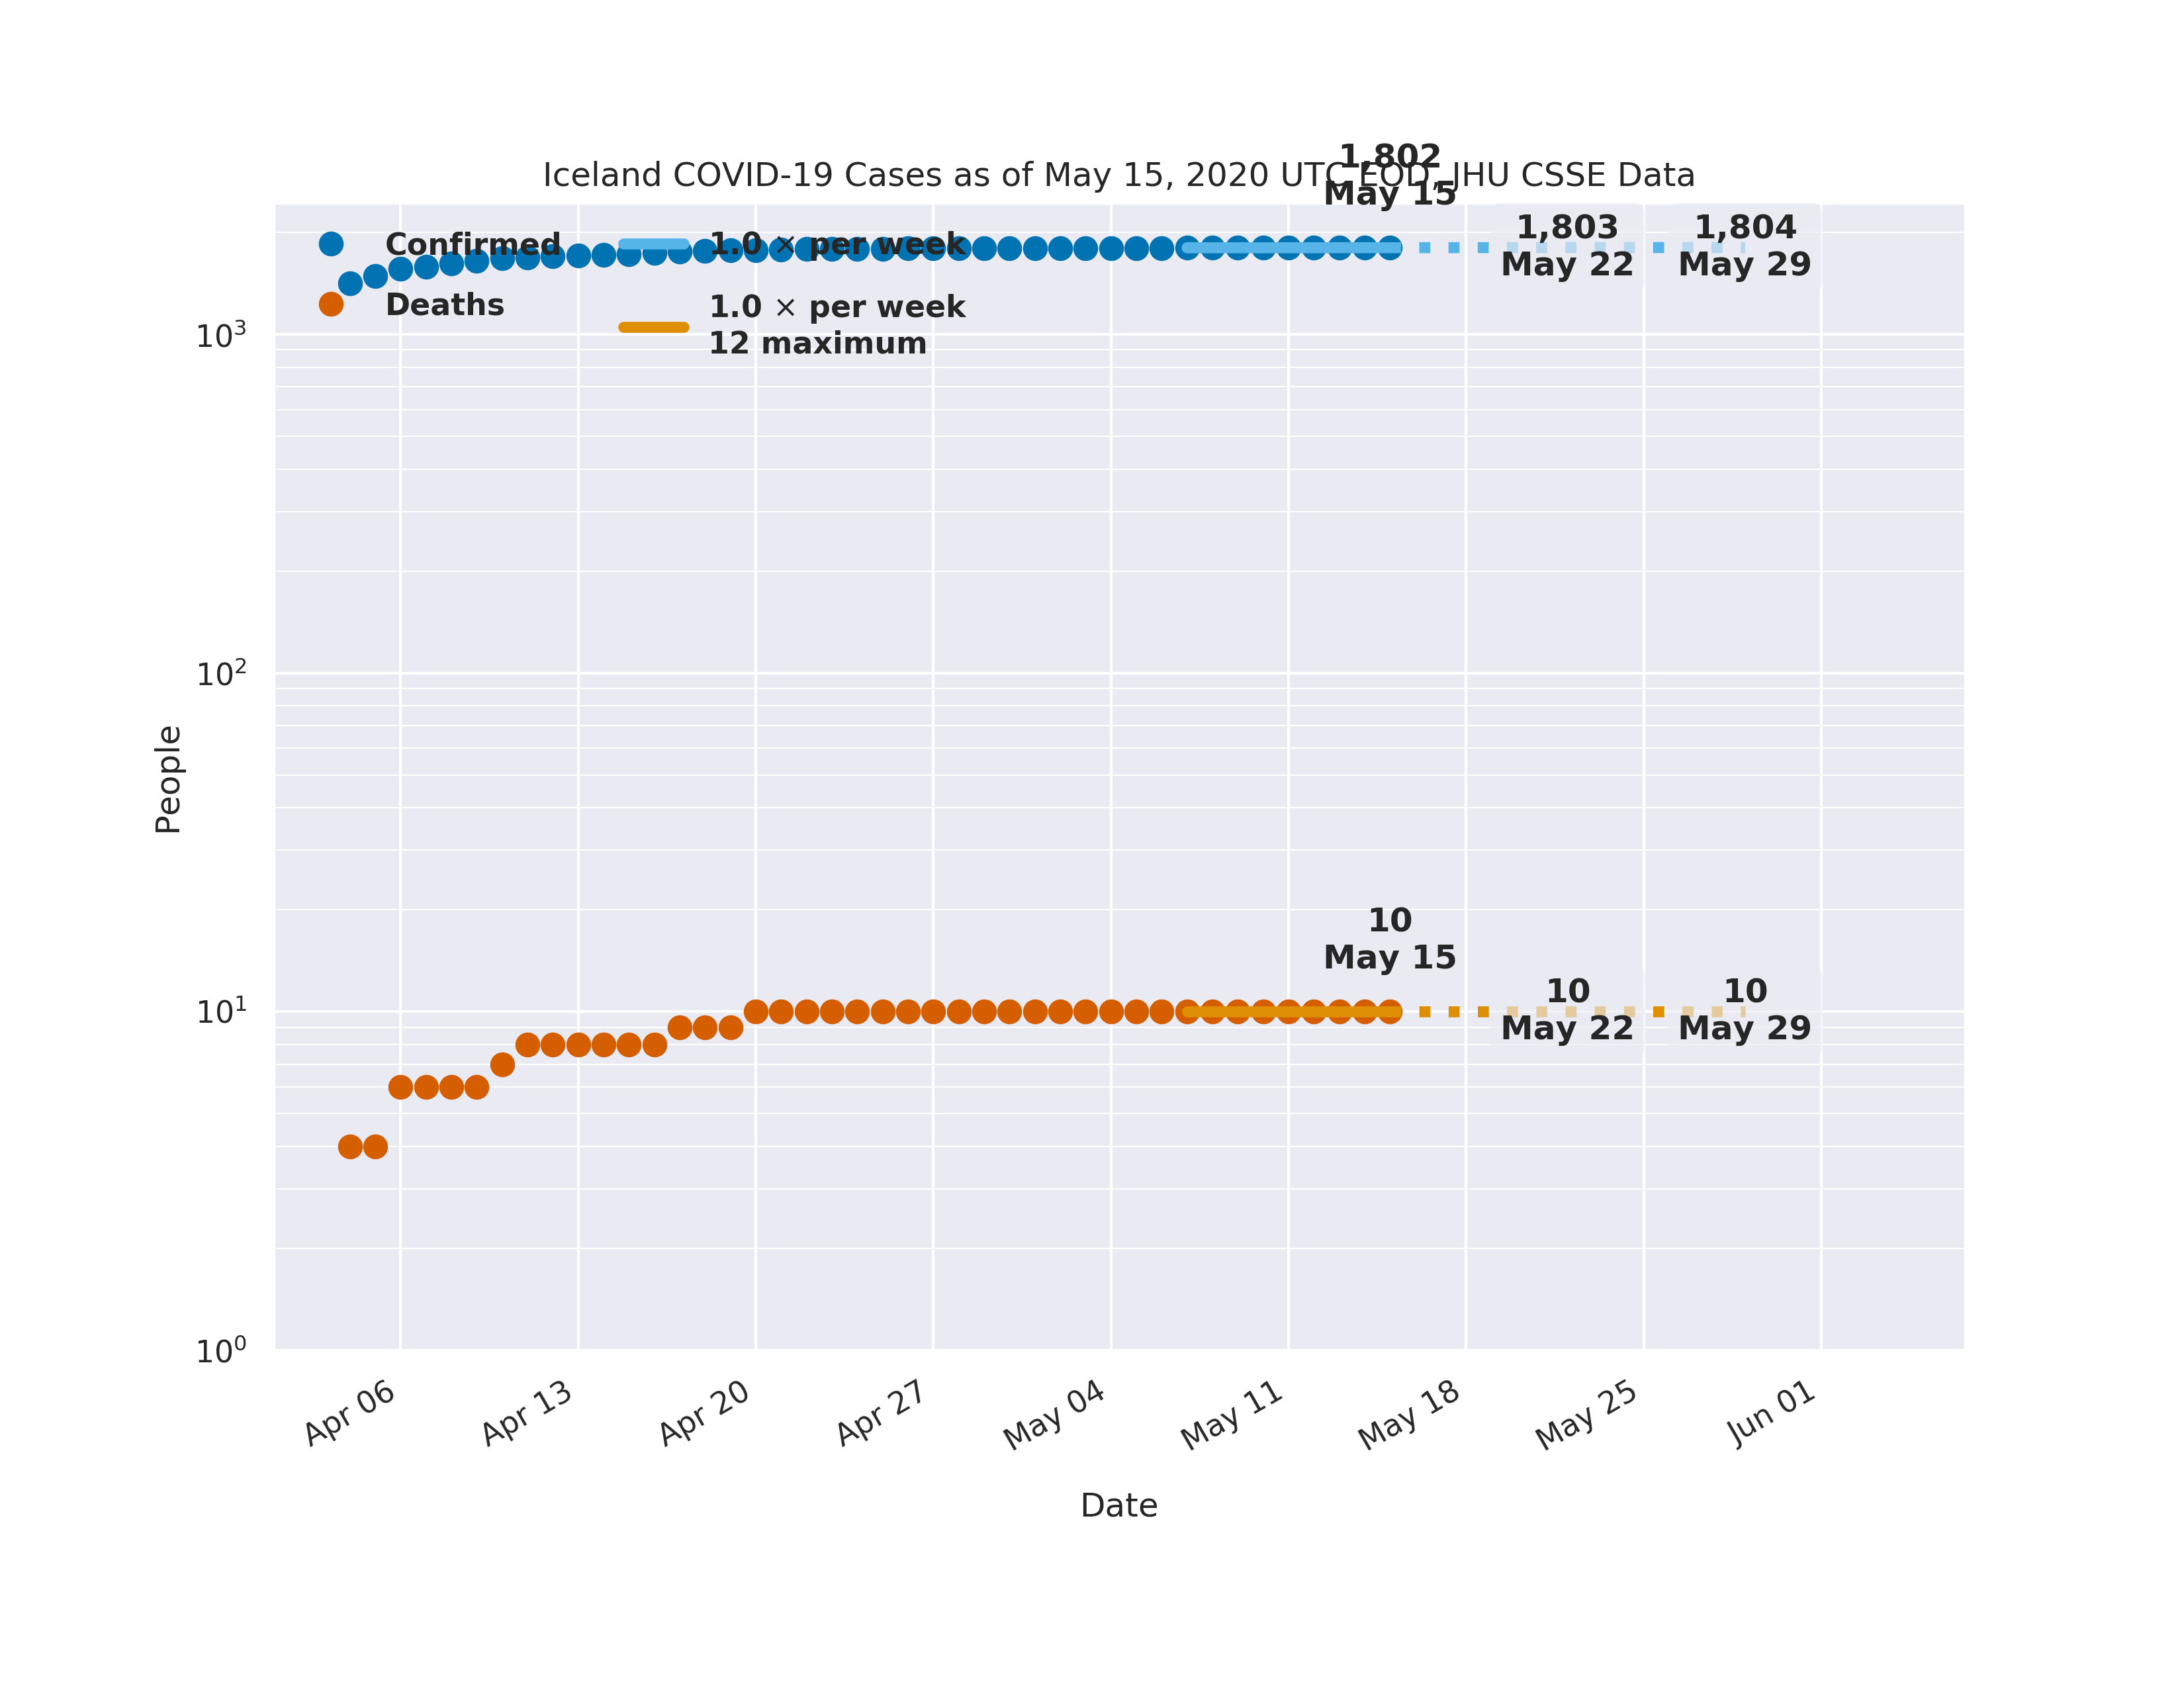 1,802
May 15
Iceland COVID-19 Cases as of May 15, 2020 UTC EOD, JHU CSSE Data
Confirmed
Deaths
1.0 × per week
1.0 × per week
12 maximum
1,803
May 22
1,804
May 29
10³
10²
10¹
10⁰
People
10
May 15
10
May 22
10
May 29
Apr 06
Apr 13
Apr 20
Apr 27
May 04
May 11
May 18
May 25
Jun 01
Date